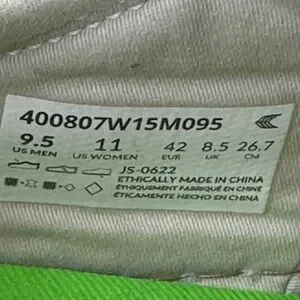 400807W15M095
9.5 11 42 8.5 26.7
US MEN US WOMEN EUR UK CM
JS-0622
ETHICALLY MADE IN CHINA
ÉTHIQUEMENT FABRIQUÉ EN CHINE
ÉTICAMENTE HECHO EN CHINA